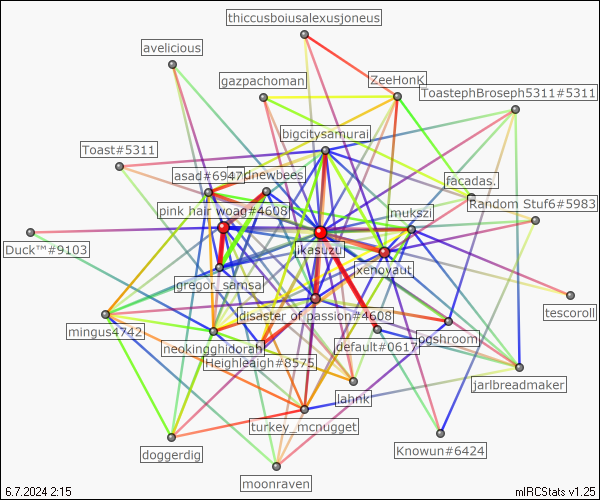 thiccusboiusalexusjoneus
avelicious
gazpachoman
ZeeHonK
ToastephBroseph5311#5311
bigcitysamurai
Toast#5311
asad#6947
dnewbees
facadas.
Random Stuf6#5983
pink hair woag#4608
mukszi
Duck™#9103
ikasuzu
xenoyaut
gregor_samsai
tescoroll
disaster of passion#4608
mingus4742
neokingghidorah
default#0617
pgshroom
Heighleaigh#8575
jarlbreadmaker
lahnk
turkey_mcnugget
doggerdig
Knowun#6424
moonraven
6.7.2024 2:15
mIRCStats v1.25